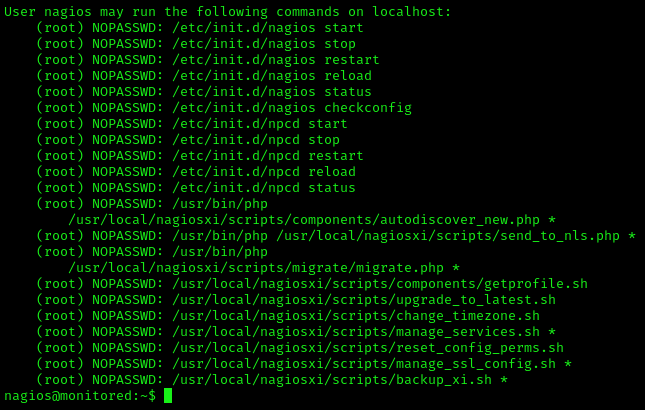 User nagios may run the following commands on localhost:
    (root) NOPASSWD: /etc/init.d/nagios start
    (root) NOPASSWD: /etc/init.d/nagios stop
    (root) NOPASSWD: /etc/init.d/nagios restart
    (root) NOPASSWD: /etc/init.d/nagios reload
    (root) NOPASSWD: /etc/init.d/nagios status
    (root) NOPASSWD: /etc/init.d/nagios checkconfig
    (root) NOPASSWD: /etc/init.d/npcd start
    (root) NOPASSWD: /etc/init.d/npcd stop
    (root) NOPASSWD: /etc/init.d/npcd restart
    (root) NOPASSWD: /etc/init.d/npcd reload
    (root) NOPASSWD: /etc/init.d/npcd status
    (root) NOPASSWD: /usr/bin/php
        /usr/local/nagiosxi/scripts/components/autodiscover_new.php *
    (root) NOPASSWD: /usr/bin/php /usr/local/nagiosxi/scripts/send_to_nls.php *
    (root) NOPASSWD: /usr/bin/php
        /usr/local/nagiosxi/scripts/migrate/migrate.php *
    (root) NOPASSWD: /usr/local/nagiosxi/scripts/components/getprofile.sh
    (root) NOPASSWD: /usr/local/nagiosxi/scripts/upgrade_to_latest.sh
    (root) NOPASSWD: /usr/local/nagiosxi/scripts/change_timezone.sh
    (root) NOPASSWD: /usr/local/nagiosxi/scripts/manage_services.sh *
    (root) NOPASSWD: /usr/local/nagiosxi/scripts/reset_config_perms.sh
    (root) NOPASSWD: /usr/local/nagiosxi/scripts/manage_ssl_config.sh *
    (root) NOPASSWD: /usr/local/nagiosxi/scripts/backup_xi.sh *
nagios@monitored:~$